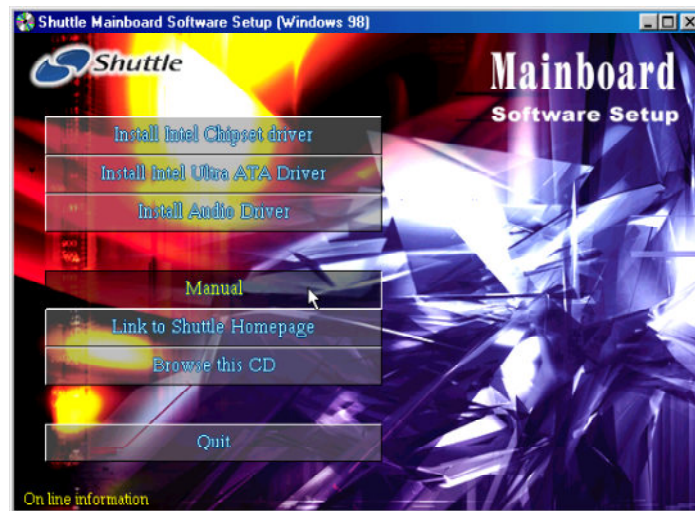 Shuttle Mainboard Software Setup (Windows 98)
Shuttle
Mainboard
Software Setup
Install Intel Chipset driver
Install Intel Ultra ATA Driver
Install Audio Driver
Manual
Link to Shuttle Homepage
Browse this CD
Quit
On line information